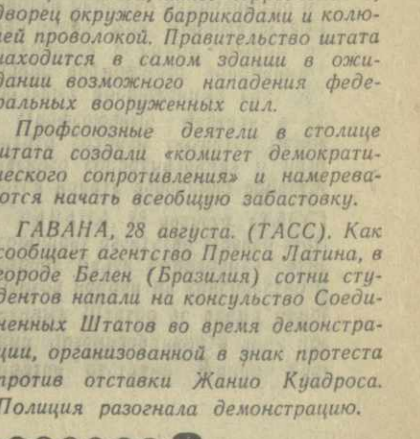 дворец окружен баррикадами и колю-
чей проволокой. Правительство штата
находится в самом здании в ожи-
дании возможного нападения феде-
ральных вооруженных сил.
Профсоюзные деятели в столице
штата создали «комитет демократи-
ческого сопротивления» и намерева-
ются начать всеобщую забастовку.
ГАВАНА, 28 августа. (ТАСС). Как
сообщает агентство Пренса Латина, в
городе Белен (Бразилия) сотни сту-
дентов напали на консульство Соеди-
ненных Штатов во время демонстра-
ции, организованной в знак протеста
против отставки Жанио Куадроса.
Полиция разогнала демонстрацию.